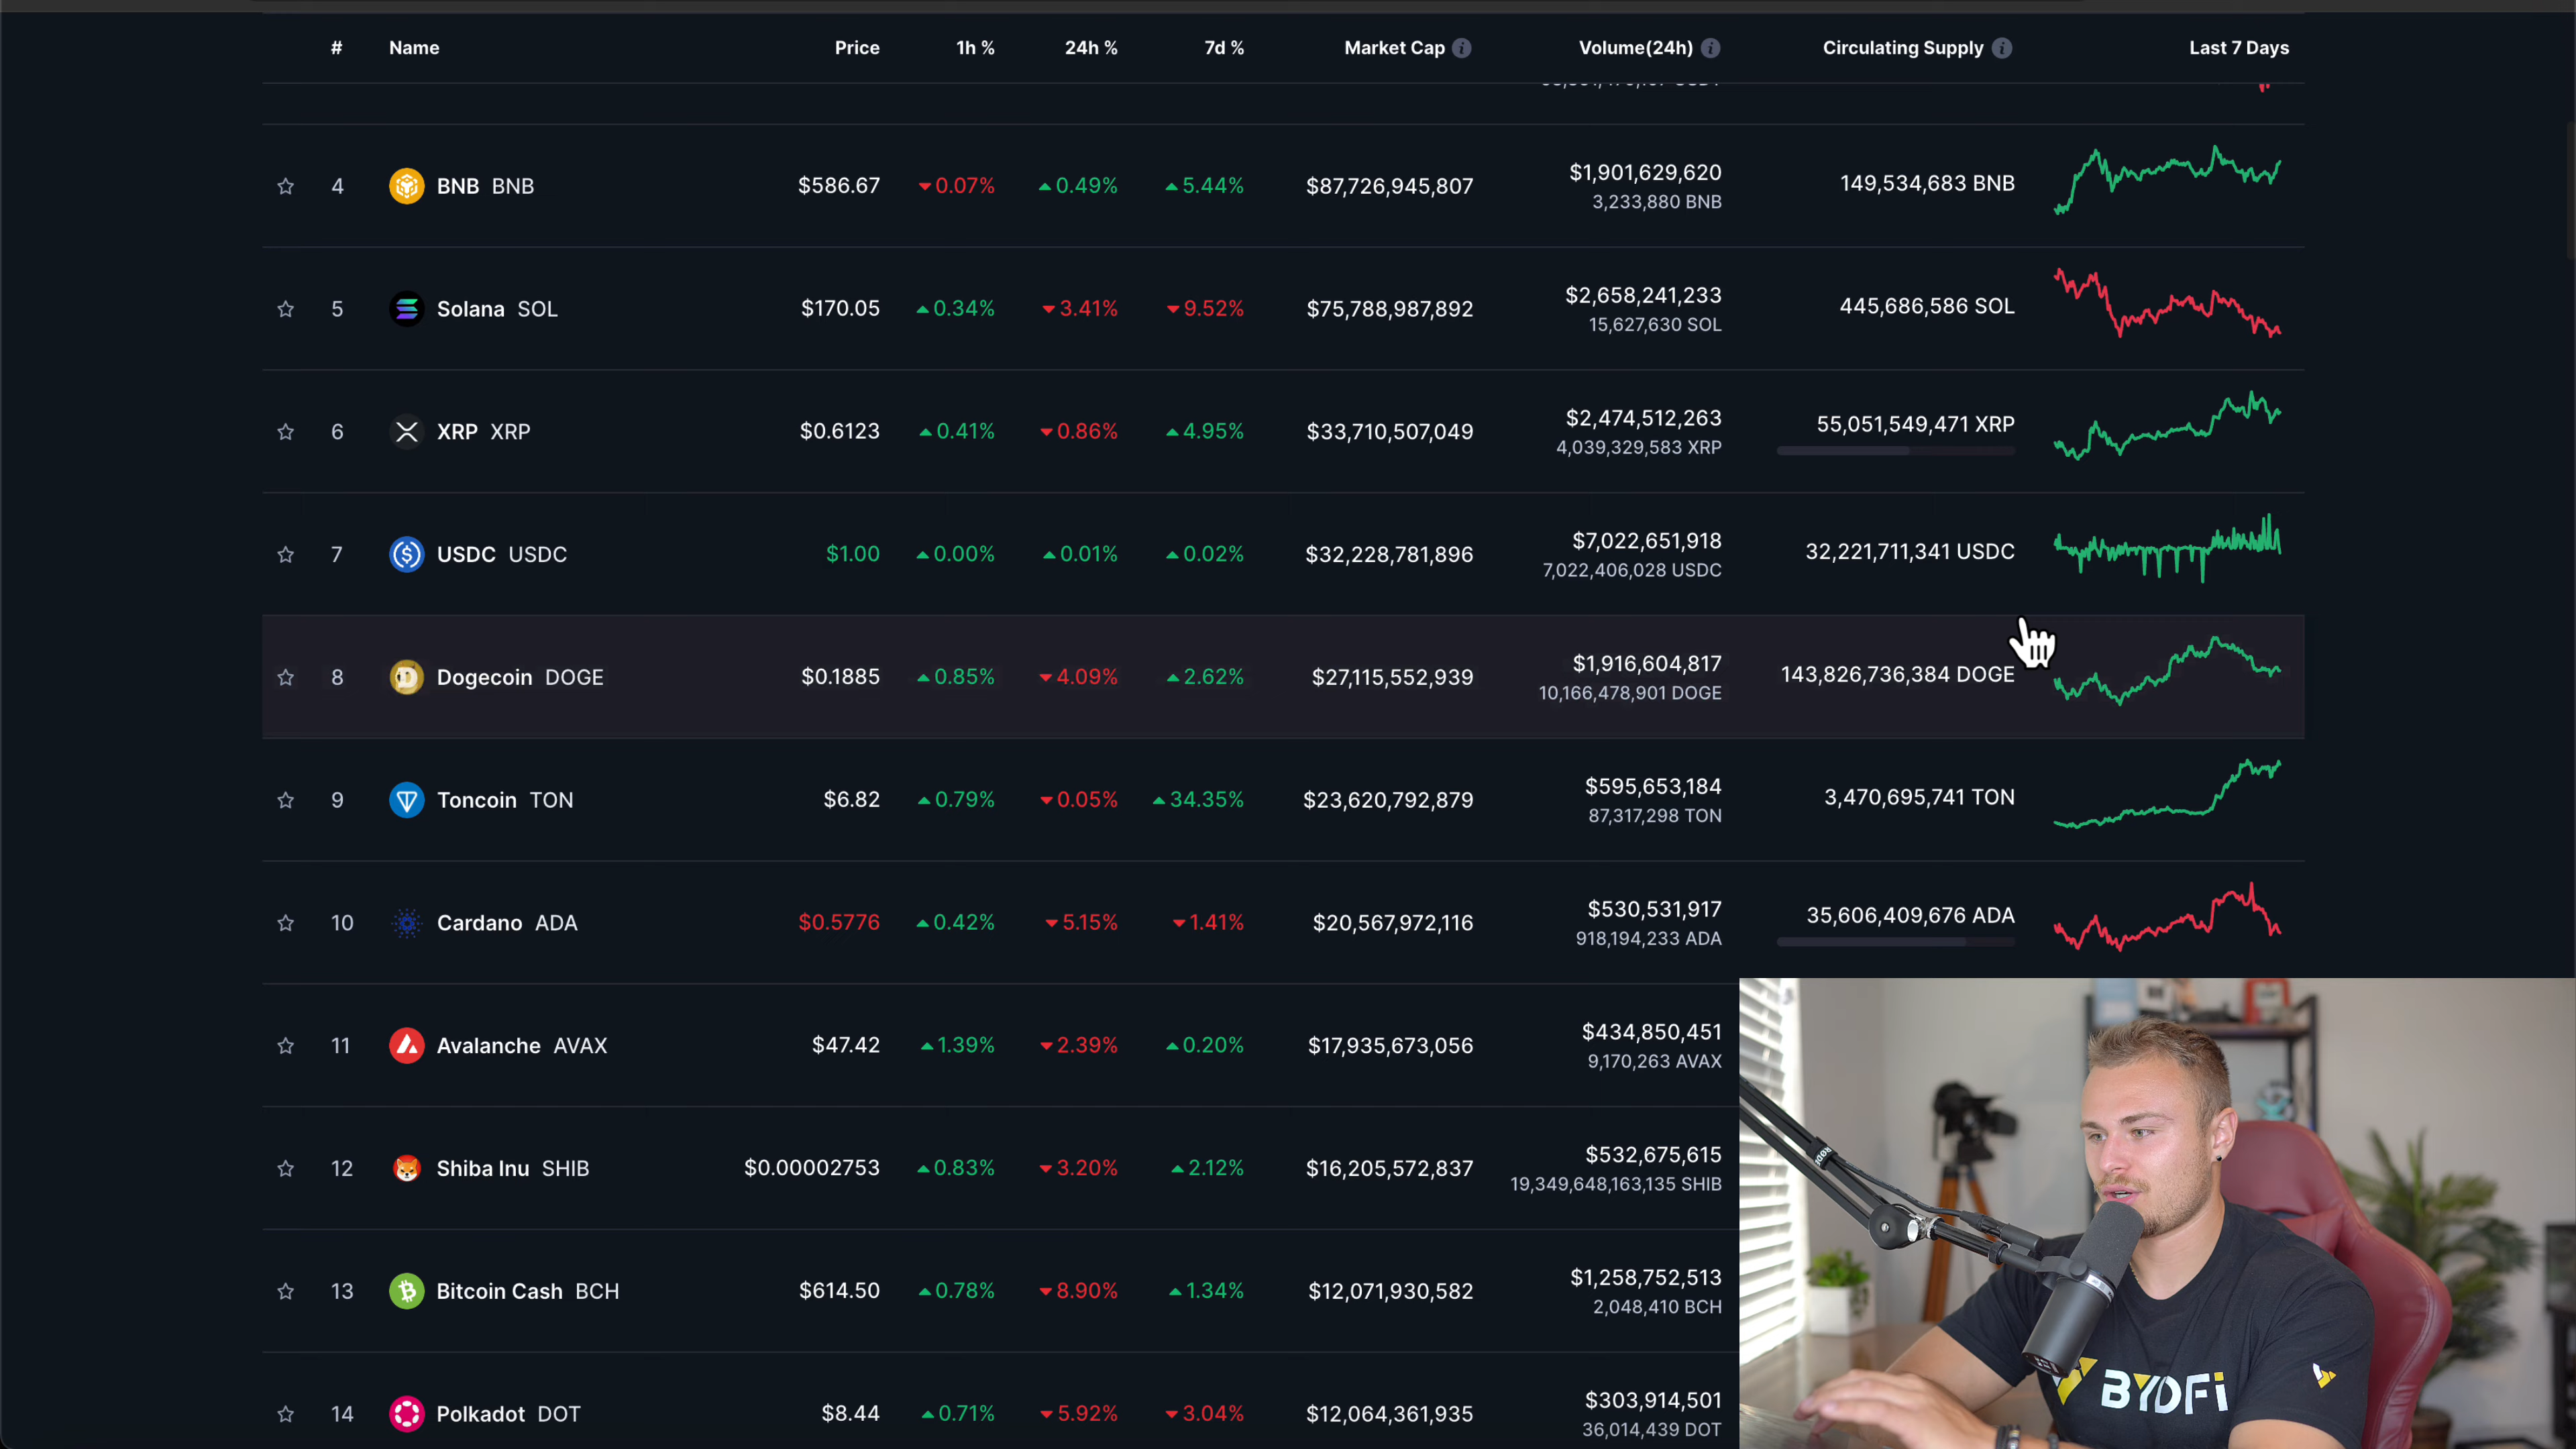 # Name Price 1h % 24h % 7d % Market Cap Volume(24h) Circulating Supply Last 7 Days
4 BNB BNB $586.67 0.07% 0.49% 5.44% $87,726,945,807 $1,901,629,620 149,534,683 BNB
3,233,880 BNB
5 Solana SOL $170.05 0.34% 3.41% 9.52% $75,788,987,892 $2,658,241,233 445,686,586 SOL
15,627,630 SOL
6 XRP XRP $0.6123 0.41% 0.86% 4.95% $33,710,507,049 $2,474,512,263 55,051,549,471 XRP
4,039,329,583 XRP
7 USDC USDC $1.00 0.00% 0.01% 0.02% $32,228,781,896 $7,022,651,918 32,221,711,341 USDC
7,022,406,028 USDC
8 Dogecoin DOGE $0.1885 0.85% 4.09% 2.62% $27,115,552,939 $1,916,604,817 143,826,736,384 DOGE
10,166,478,901 DOGE
9 Toncoin TON $6.82 0.79% 0.05% 34.35% $23,620,792,879 $595,653,184 3,470,695,741 TON
87,317,298 TON
10 Cardano ADA $0.5776 0.42% 5.15% 1.41% $20,567,972,116 $530,531,917 35,606,409,676 ADA
918,194,233 ADA
11 Avalanche AVAX $47.42 1.39% 2.39% 0.20% $17,935,673,056 $434,850,451
9,170,263 AVAX
12 Shiba Inu SHIB $0.00002753 0.83% 3.20% 2.12% $16,205,572,837 $532,675,615
19,349,648,163,135 SHIB
13 Bitcoin Cash BCH $614.50 0.78% 8.90% 1.34% $12,071,930,582 $1,258,752,513
2,048,410 BCH
14 Polkadot DOT $8.44 0.71% 5.92% 3.04% $12,064,361,935 $303,914,501
36,014,439 DOT
BYDFi